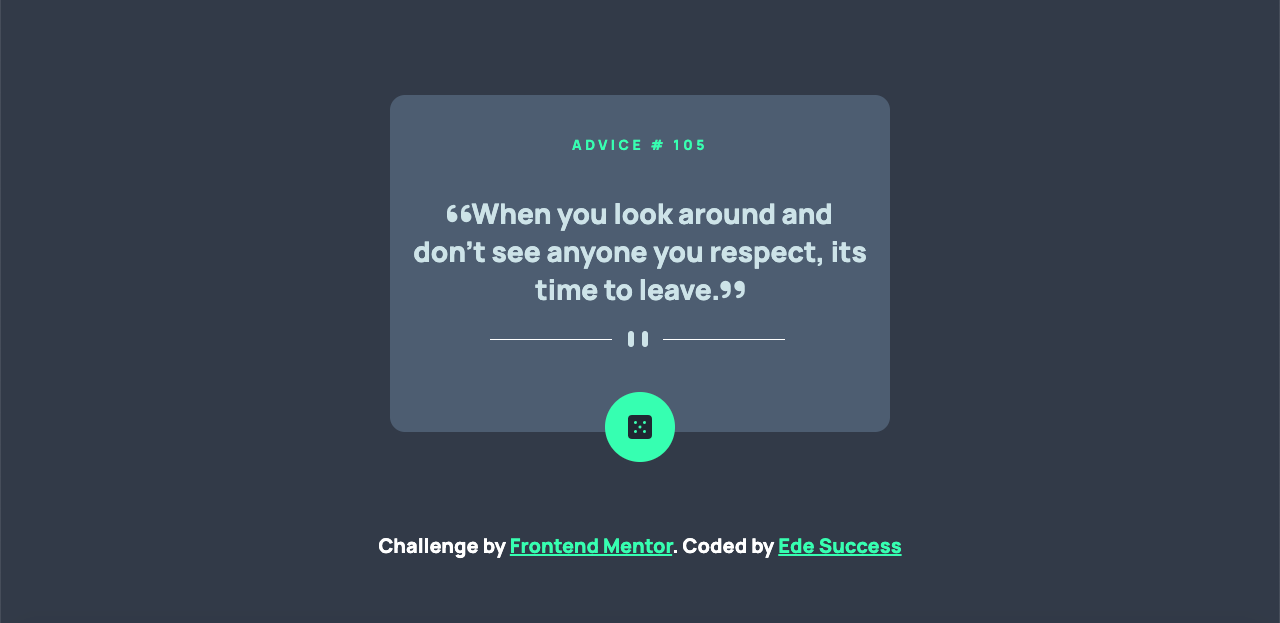 ADVICE # 105
“When you look around and
don’t see anyone you respect, its
time to leave.”
Challenge by Frontend Mentor. Coded by Ede Success